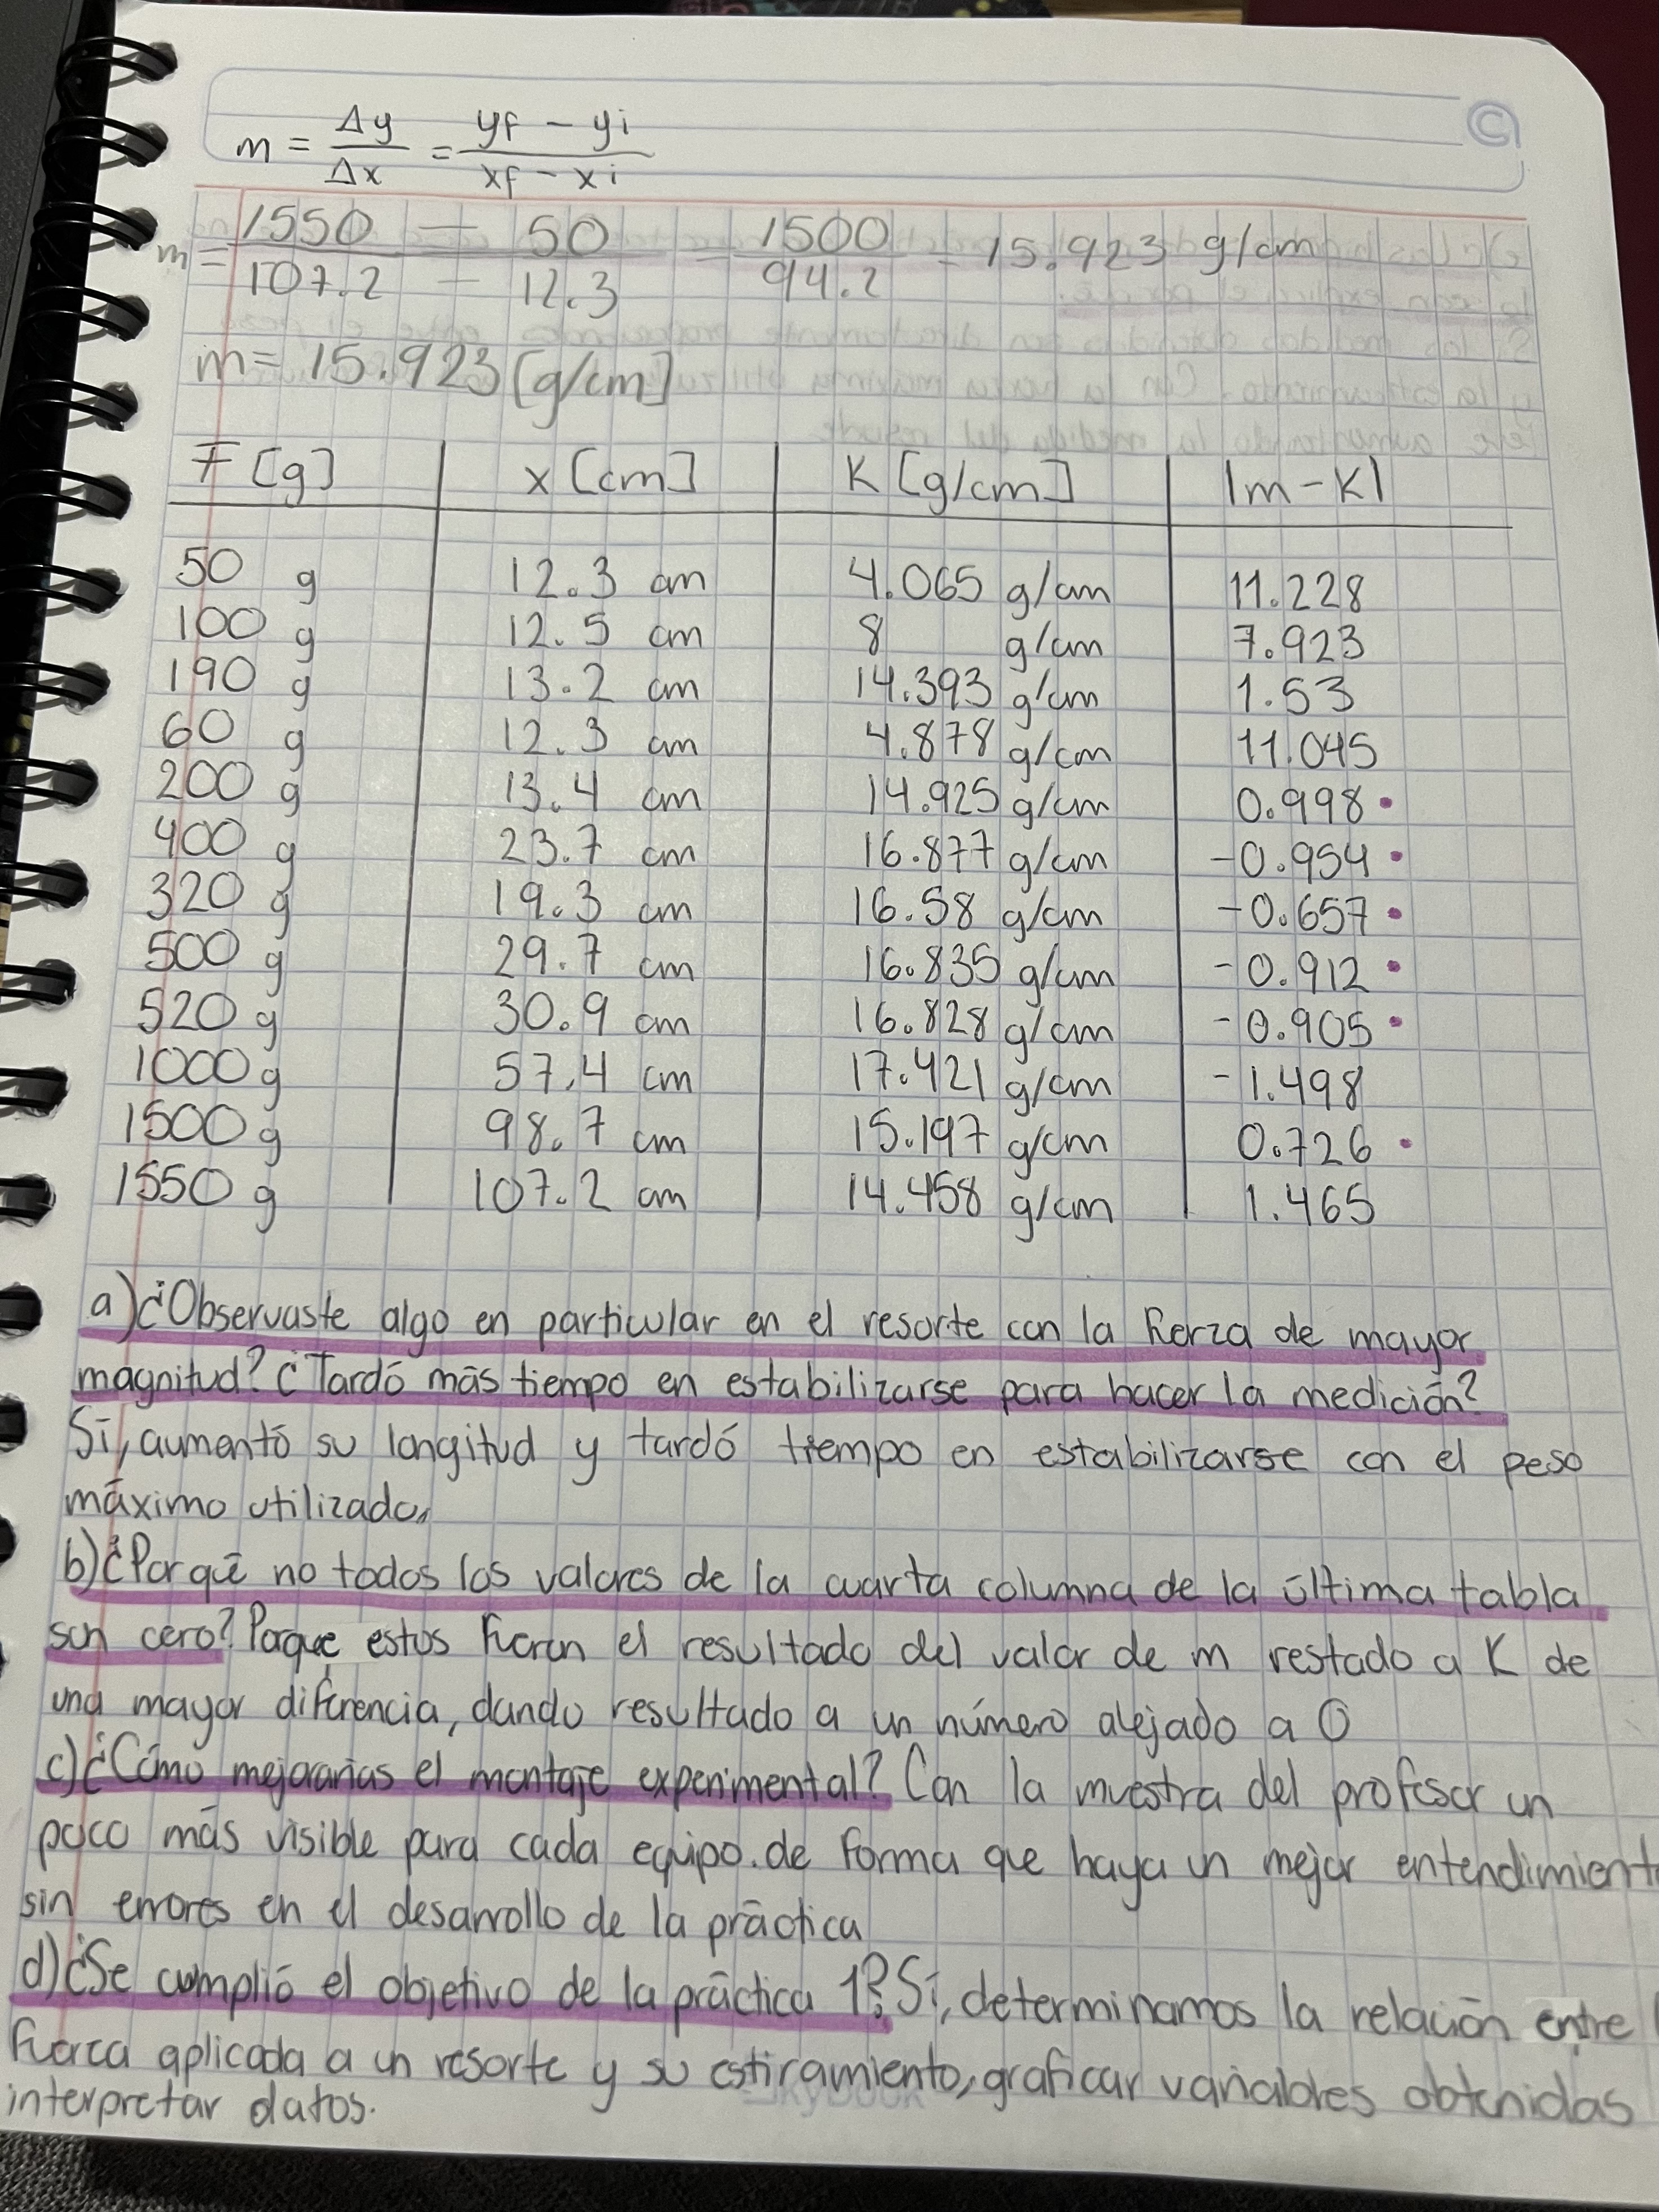 m = Δy/Δx = yf - yi / xf - xi
m = 1550 - 50 / 107.2 - 12.3 = 1500 / 94.2 = 15.923 g/cm
m = 15.923 [g/cm]
F [g] x [cm] K [g/cm] |m-K|
50 g 12.3 cm 4.065 g/cm 11.228
100 g 12.5 cm 8 g/cm 7.923
190 g 13.2 cm 14.393 g/cm 1.53
60 g 12.3 cm 4.878 g/cm 11.045
200 g 13.4 cm 14.925 g/cm 0.998 •
400 g 23.7 cm 16.877 g/cm -0.954 •
320 g 19.3 cm 16.58 g/cm -0.657 •
500 g 29.7 cm 16.835 g/cm -0.912 •
520 g 30.9 cm 16.828 g/cm -0.905 •
1000 g 57.4 cm 17.421 g/cm -1.498
1500 g 98.7 cm 15.197 g/cm 0.726 •
1550 g 107.2 cm 14.458 g/cm 1.465
a) ¿Observaste algo en particular en el resorte con la fuerza de mayor
magnitud? ¿Tardó más tiempo en estabilizarse para hacer la medición?
Sí, aumentó su longitud y tardó tiempo en estabilizarse con el peso
máximo utilizado,
b) ¿Por qué no todos los valores de la cuarta columna de la última tabla
son cero? Porque estos fueron el resultado del valor de m restado a K de
una mayor diferencia, dando resultado a un número alejado a 0
c) ¿Cómo mejorarías el montaje experimental? Con la muestra del profesor un
poco más visible para cada equipo. de forma que haya un mejor entendimiento
sin errores en el desarrollo de la práctica
d) ¿Se cumplió el objetivo de la práctica 1? Sí, determinamos la relación entre
fuerza aplicada a un resorte y su estiramiento, graficar variables obtenidas
interpretar datos.